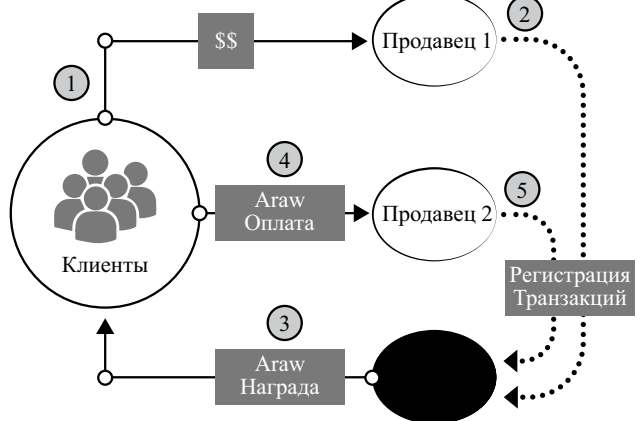 $$
Продавец 1
2
1
4
Araw
Оплата
Продавец 2
5
Клиенты
Регистрация
Транзакций
3
Araw
Награда